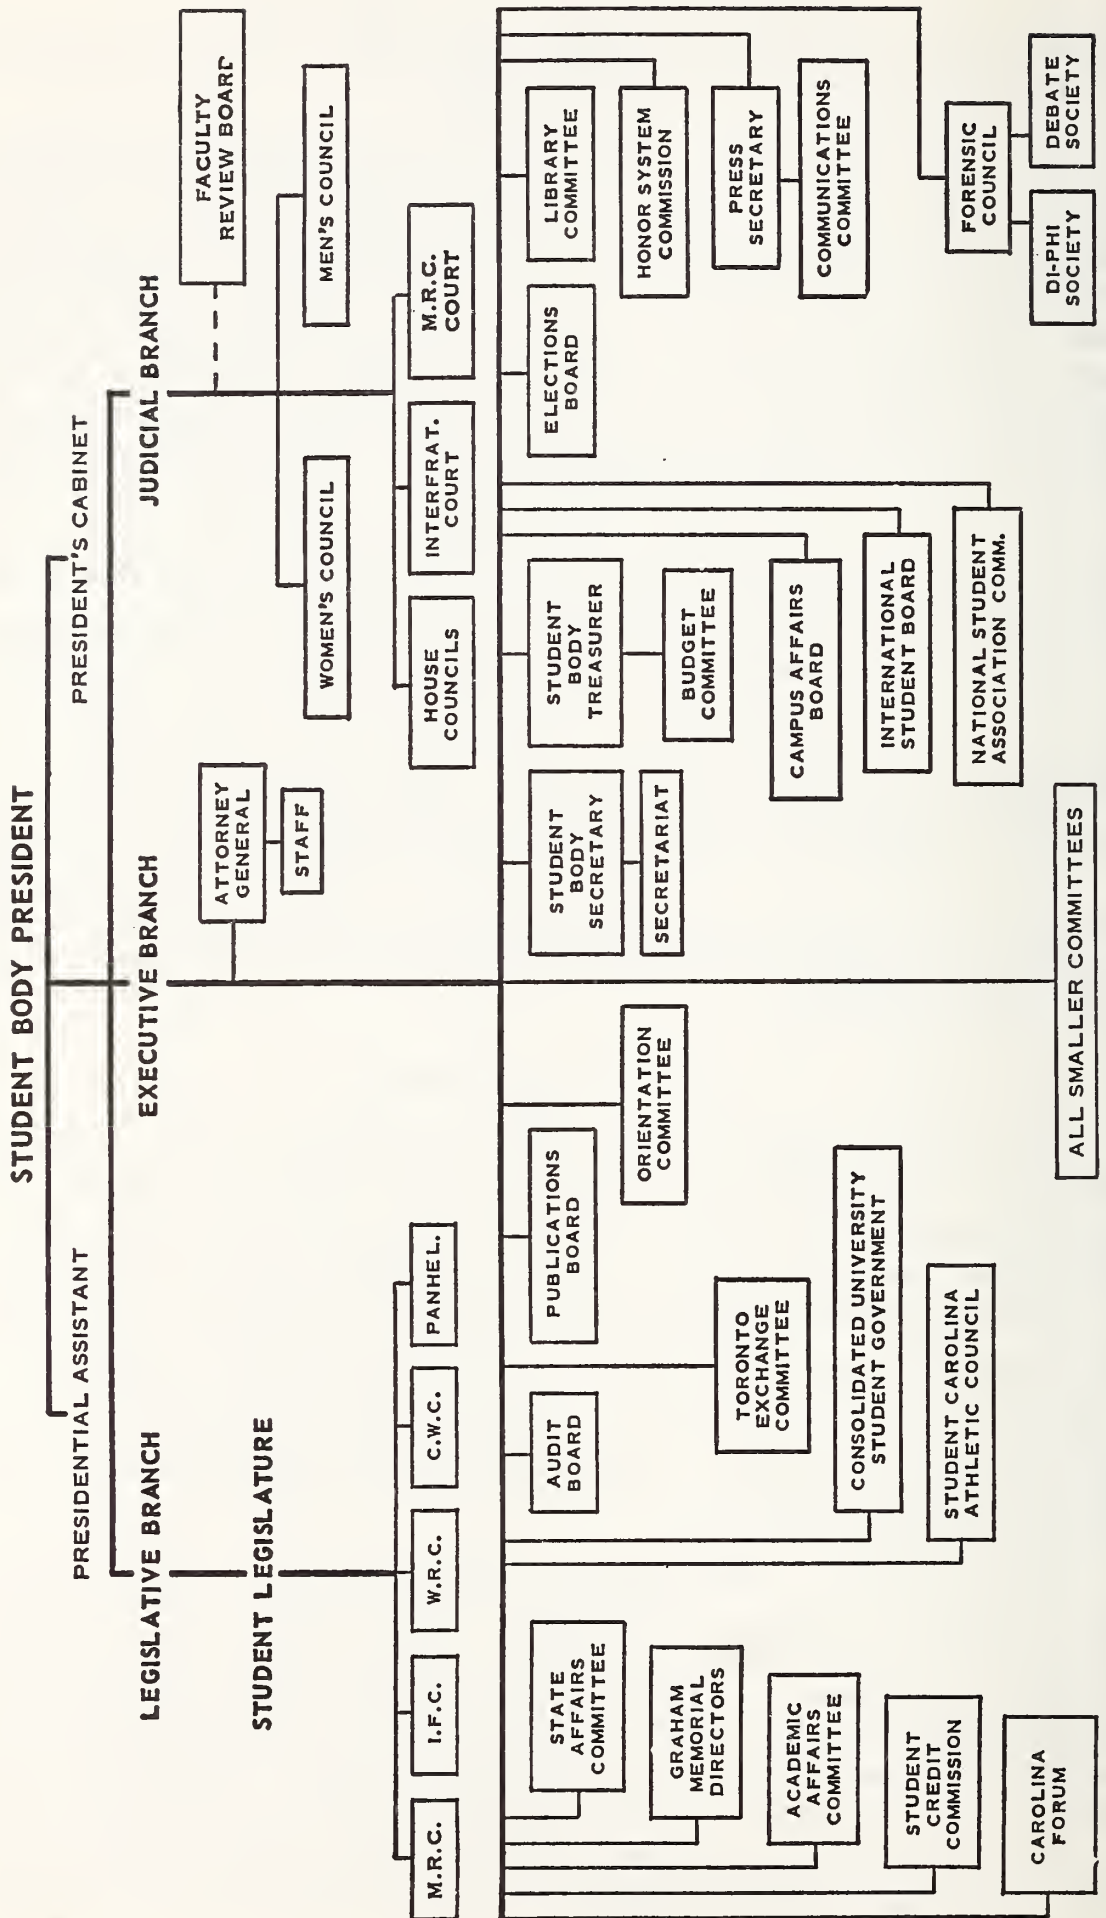 STUDENT BODY PRESIDENT
PRESIDENTIAL ASSISTANT
PRESIDENT'S CABINET
LEGISLATIVE BRANCH
EXECUTIVE BRANCH
JUDICIAL BRANCH
STUDENT LEGISLATURE
ATTORNEY
GENERAL
STAFF
FACULTY
REVIEW BOARD
WOMEN'S COUNCIL
MEN'S COUNCIL
M.R.C.
I.F.C.
W.R.C.
C.W.C.
PANHEL.
HOUSE
COUNCILS
INTERFRAT.
COURT
M.R.C.
COURT
STATE
AFFAIRS
COMMITTEE
GRAHAM
MEMORIAL
DIRECTORS
ACADEMIC
AFFAIRS
COMMITTEE
STUDENT
CREDIT
COMMISSION
CAROLINA
FORUM
AUDIT
BOARD
TORONTO
EXCHANGE
COMMITTEE
CONSOLIDATED UNIVERSITY
STUDENT GOVERNMENT
STUDENT CAROLINA
ATHLETIC COUNCIL
PUBLICATIONS
BOARD
ORIENTATION
COMMITTEE
ALL SMALLER COMMITTEES
STUDENT
BODY
SECRETARY
SECRETARIAT
STUDENT
BODY
TREASURER
BUDGET
COMMITTEE
CAMPUS AFFAIRS
BOARD
INTERNATIONAL
STUDENT BOARD
NATIONAL STUDENT
ASSOCIATION COMM.
ELECTIONS
BOARD
LIBRARY
COMMITTEE
HONOR SYSTEM
COMMISSION
PRESS
SECRETARY
COMMUNICATIONS
COMMITTEE
FORENSIC
COUNCIL
DI-PHI
SOCIETY
DEBATE
SOCIETY